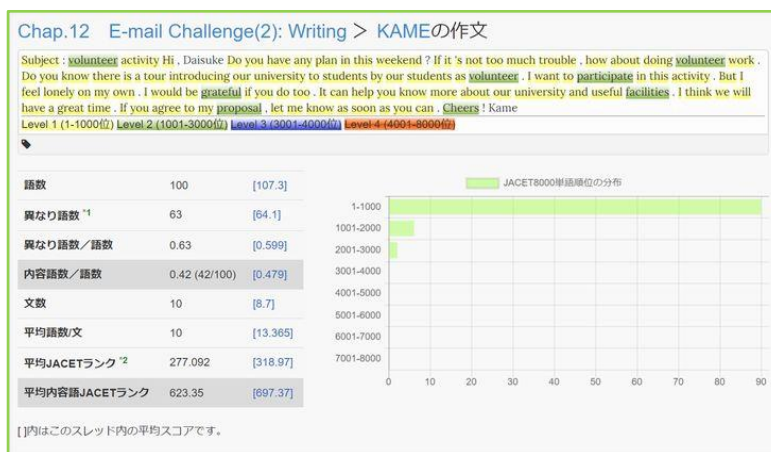 Chap.12 E-mail Challenge(2): Writing > KAMEの作文
Subject : volunteer activity Hi , Daisuke Do you have any plan in this weekend ? If it 's not too much trouble , how about doing volunteer work .
Do you know there is a tour introducing our university to students by our students as volunteer . I want to participate in this activity . But I
feel lonely on my own . I would be grateful if you do too . It can help you know more about our university and useful facilities . I think we will
have a great time . If you agree to my proposal , let me know as soon as you can . Cheers ! Kame
Level 1 (1-1000位) Level 2 (1001-3000位) Level 3 (3001-4000位) Level 4 (4001-8000位)
語数 100 [107.3]
異なり語数 *1 63 [64.1]
異なり語数／語数 0.63 [0.599]
内容語数／語数 0.42 (42/100) [0.479]
文数 10 [8.7]
平均語数/文 10 [13.365]
平均JACETランク *2 277.092 [318.97]
平均内容語JACETランク 623.35 [697.37]
[ ]内はこのスレッド内の平均スコアです。
JACET8000単語順位の分布
1-1000
1001-2000
2001-3000
3001-4000
4001-5000
5001-6000
6001-7000
7001-8000
0 10 20 30 40 50 60 70 80 90